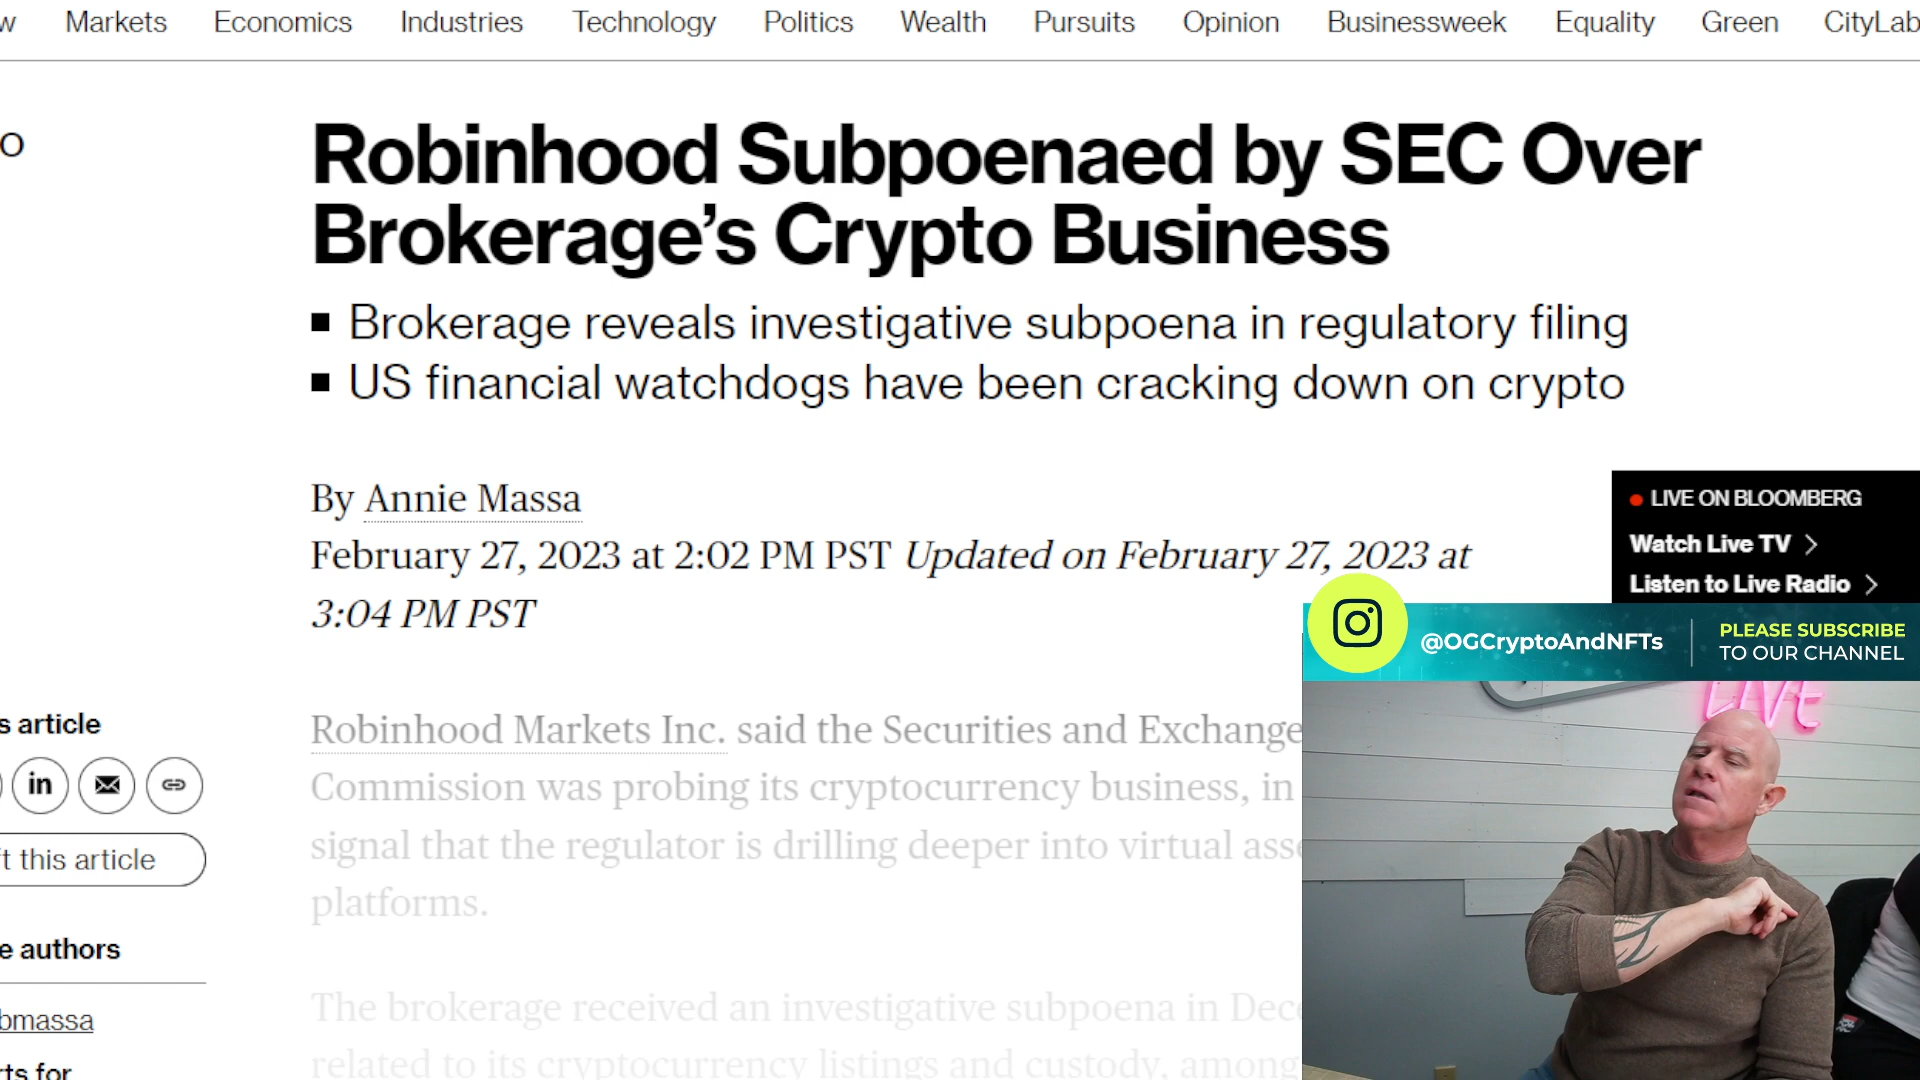 Markets Economics Industries Technology Politics Wealth Pursuits Opinion Businessweek Equality Green CityLab
Robinhood Subpoenaed by SEC Over
Brokerage’s Crypto Business
■ Brokerage reveals investigative subpoena in regulatory filing
■ US financial watchdogs have been cracking down on crypto
By Annie Massa
February 27, 2023 at 2:02 PM PST Updated on February 27, 2023 at
3:04 PM PST
LIVE ON BLOOMBERG
Watch Live TV
Listen to Live Radio
@OGCryptoAndNFTs
PLEASE SUBSCRIBE
TO OUR CHANNEL
LIVE
s article
in
t this article
e authors
bmassa
rts for
Robinhood Markets Inc. said the Securities and Exchange
Commission was probing its cryptocurrency business, in
signal that the regulator is drilling deeper into virtual ass
platforms.
The brokerage received an investigative subpoena in Dec
related to its cryptocurrency listings and custody, among